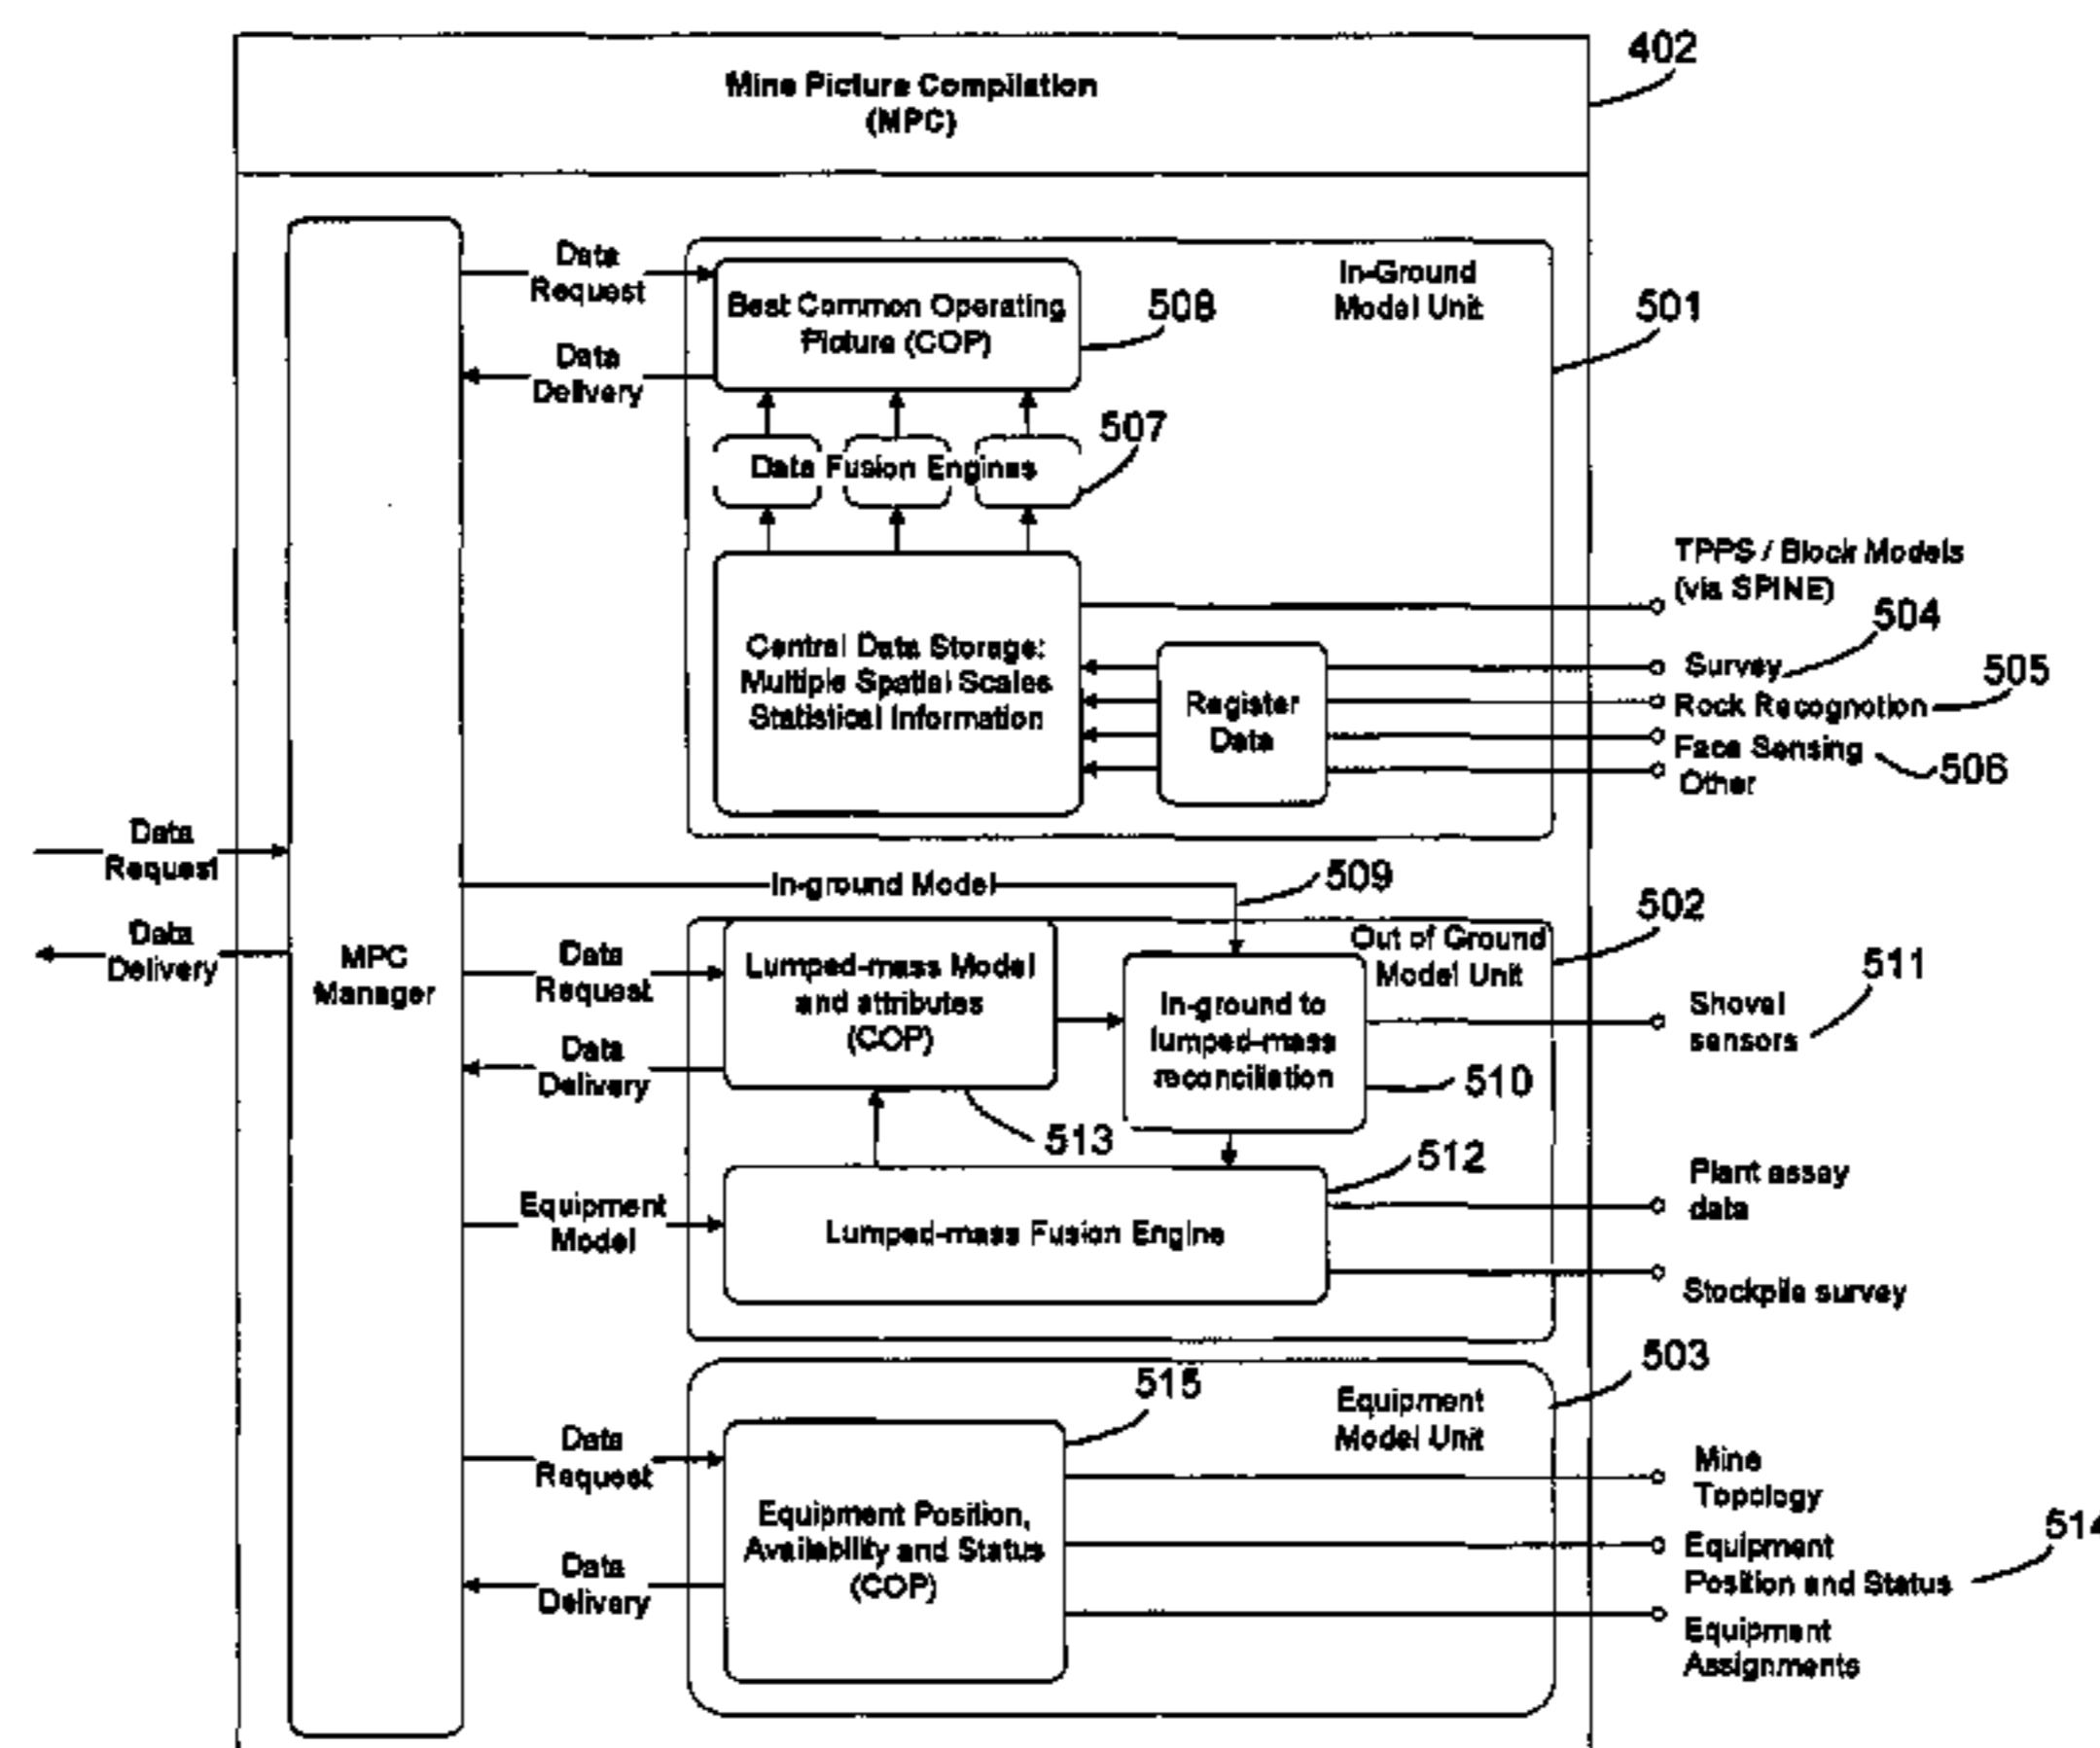 402
Mine Picture Compilation
(MPC)
Data
Request
Data
Delivery
In-Ground
Model Unit
501
Best Common Operating
Picture (COP)
508
507
Data Fusion Engines
TPPS / Block Models
(via SPINE)
504
Central Data Storage:
Multiple Spatial Scales
Statistical Information
Register
Data
Survey
505
Rock Recognotion
Face Sensing
506
Other
Data
Request
Data
Delivery
MPC
Manager
In-ground Model
509
502
Out of Ground
Model Unit
Data
Request
Data
Delivery
Lumped-mass Model
and attributes
(COP)
In-ground to
lumped-mass
reconciliation
511
Shovel
sensors
510
513
512
Equipment
Model
Lumped-mass Fusion Engine
Plant assay
data
Stockpile survey
503
515
Equipment
Model Unit
Data
Request
Data
Delivery
Equipment Position,
Availability and Status
(COP)
Mine
Topology
514
Equipment
Position and Status
Equipment
Assignments